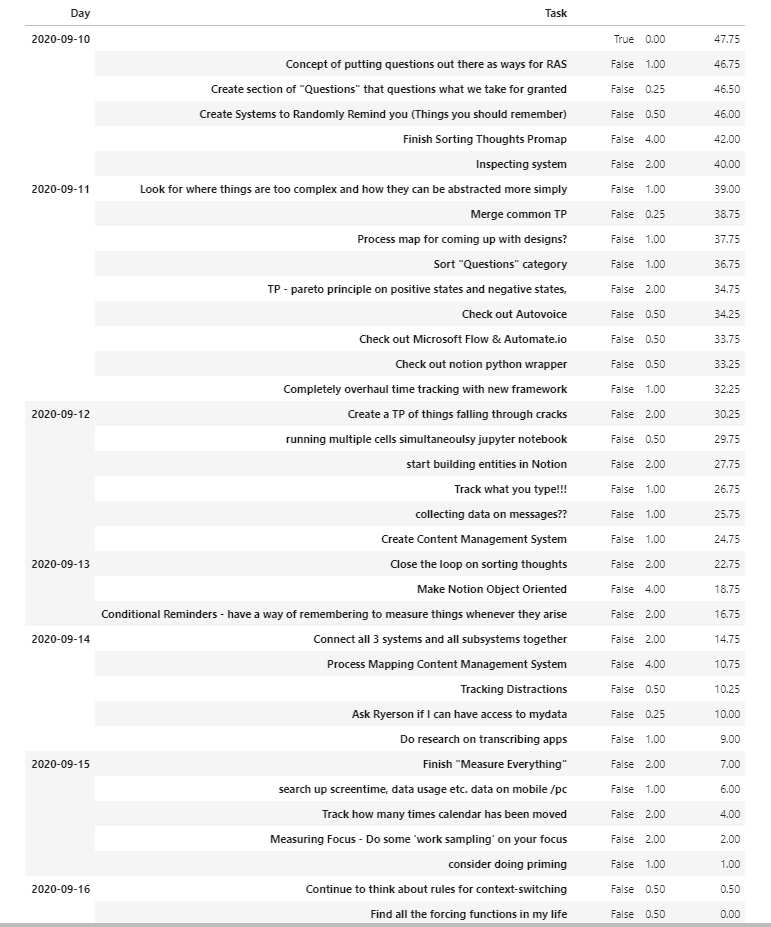 Day Task
2020-09-10 True 0.00 47.75
Concept of putting questions out there as ways for RAS False 1.00 46.75
Create section of "Questions" that questions what we take for granted False 0.25 46.50
Create Systems to Randomly Remind you (Things you should remember) False 0.50 46.00
Finish Sorting Thoughts Promap False 4.00 42.00
Inspecting system False 2.00 40.00
2020-09-11 Look for where things are too complex and how they can be abstracted more simply False 1.00 39.00
Merge common TP False 0.25 38.75
Process map for coming up with designs? False 1.00 37.75
Sort "Questions" category False 1.00 36.75
TP - pareto principle on positive states and negative states, False 2.00 34.75
Check out Autovoice False 0.50 34.25
Check out Microsoft Flow & Automate.io False 0.50 33.75
Check out notion python wrapper False 0.50 33.25
Completely overhaul time tracking with new framework False 1.00 32.25
2020-09-12 Create a TP of things falling through cracks False 2.00 30.25
running multiple cells simultaneoulsy jupyter notebook False 0.50 29.75
start building entities in Notion False 2.00 27.75
Track what you type!!! False 1.00 26.75
collecting data on messages?? False 1.00 25.75
Create Content Management System False 1.00 24.75
2020-09-13 Close the loop on sorting thoughts False 2.00 22.75
Make Notion Object Oriented False 4.00 18.75
Conditional Reminders - have a way of remembering to measure things whenever they arise False 2.00 16.75
2020-09-14 Connect all 3 systems and all subsystems together False 2.00 14.75
Process Mapping Content Management System False 4.00 10.75
Tracking Distractions False 0.50 10.25
Ask Ryerson if I can have access to mydata False 0.25 10.00
Do research on transcribing apps False 1.00 9.00
2020-09-15 Finish "Measure Everything" False 2.00 7.00
search up screentime, data usage etc. data on mobile /pc False 1.00 6.00
Track how many times calendar has been moved False 2.00 4.00
Measuring Focus - Do some 'work sampling' on your focus False 2.00 2.00
consider doing priming False 1.00 1.00
2020-09-16 Continue to think about rules for context-switching False 0.50 0.50
Find all the forcing functions in my life False 0.50 0.00